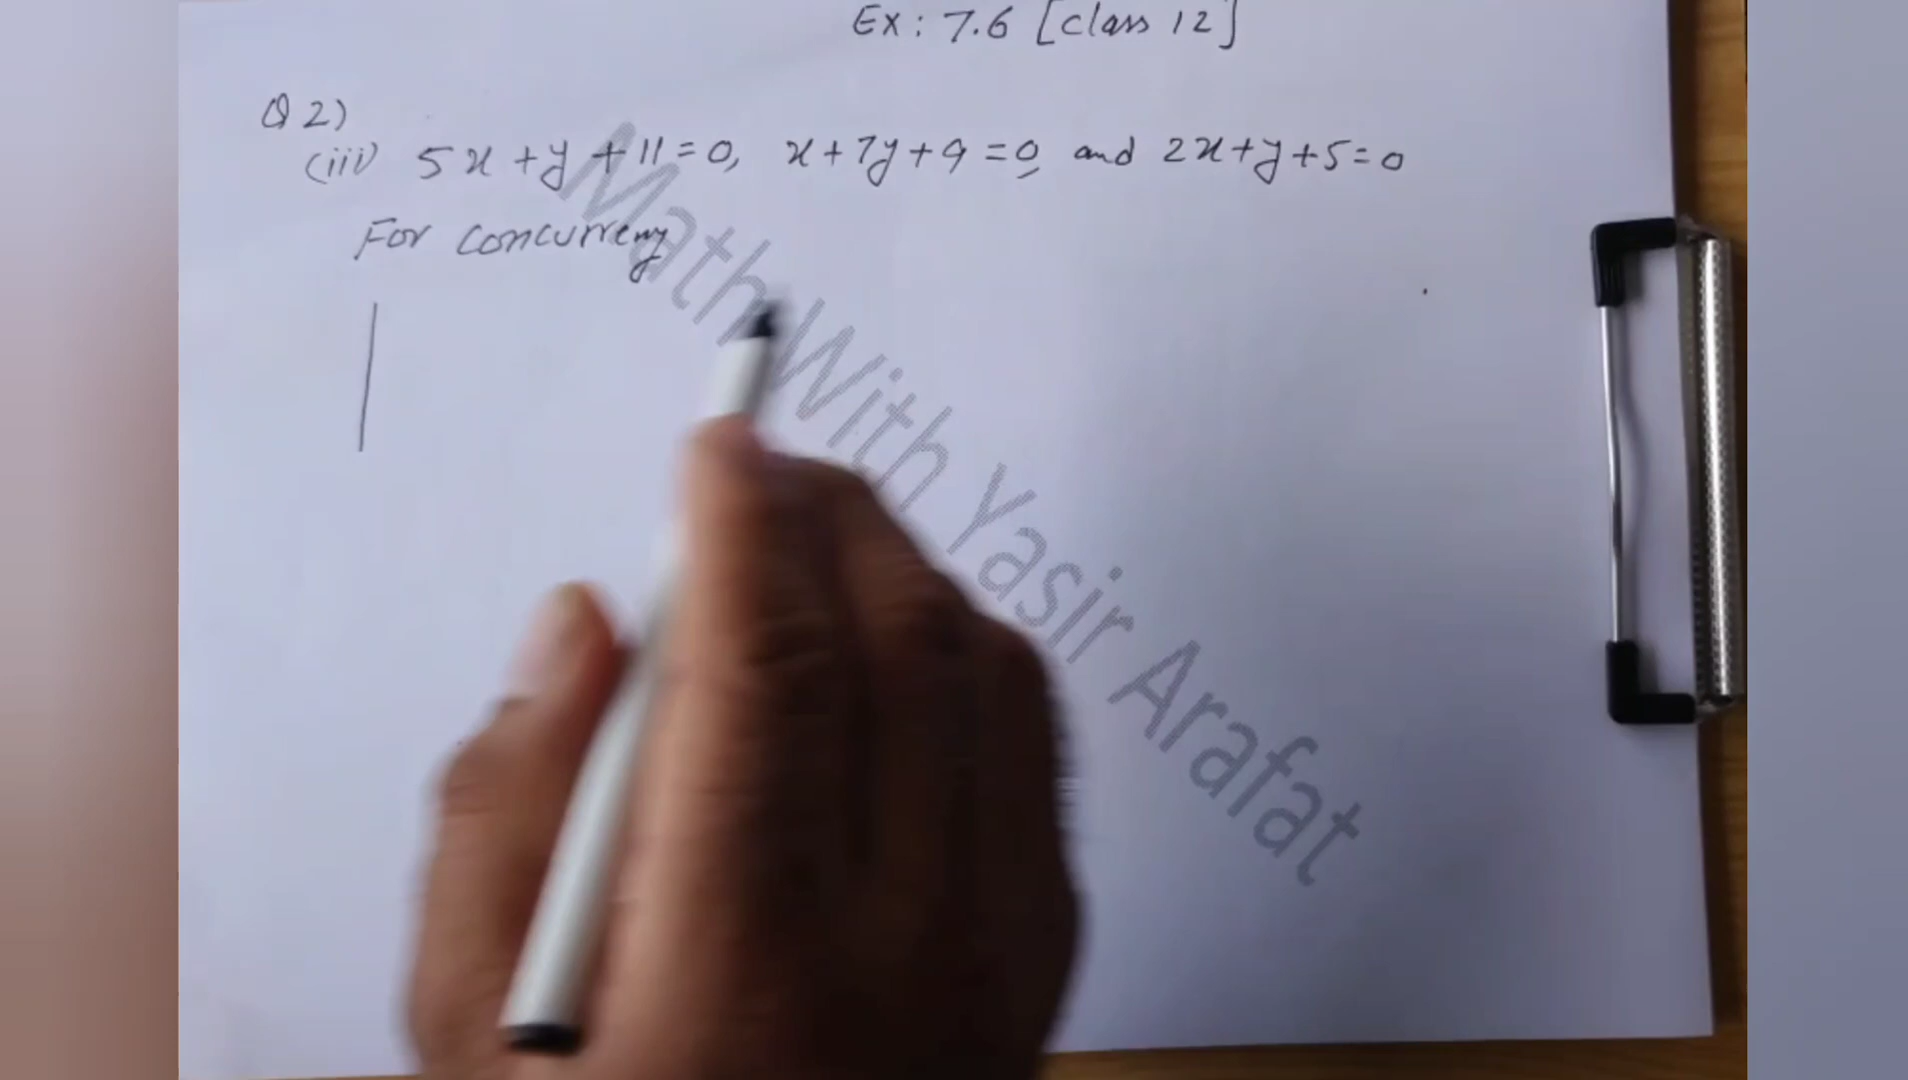 Ex: 7.6 [class 12]
Q 2)
(iii) 5x+y+11=0, x+7y+9=0, and 2x+y+5=0
For concurreny
Math With Yasir Arafat